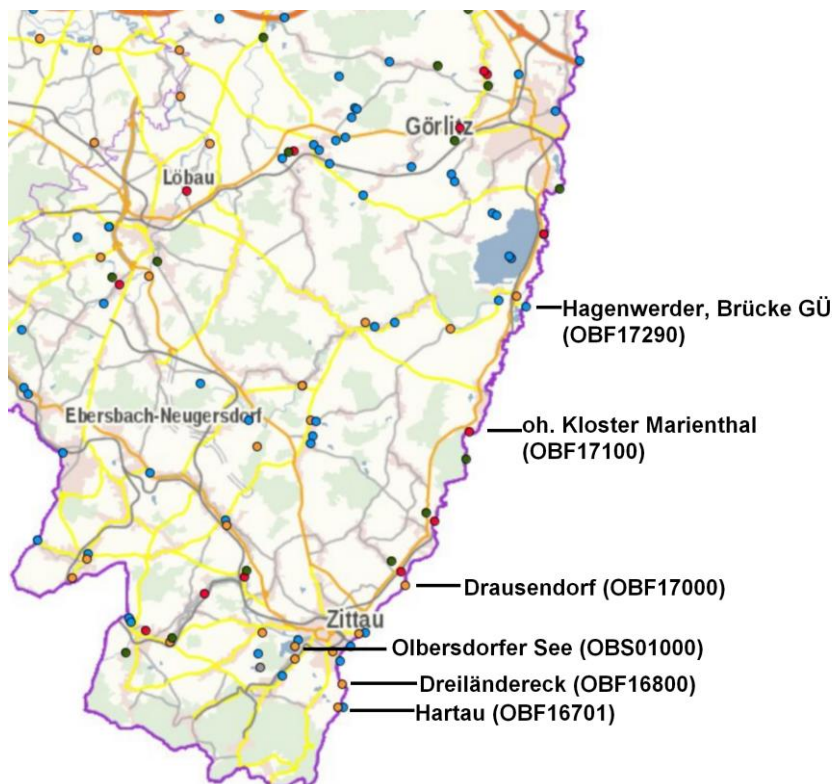 Görlitz
Löbau
Hagenwerder, Brücke GÜ
(OBF17290)
Ebersbach-Neugersdorf
oh. Kloster Marienthal
(OBF17100)
Drausendorf (OBF17000)
Zittau
Olbersdorfer See (OBS01000)
Dreiländereck (OBF16800)
Hartau (OBF16701)